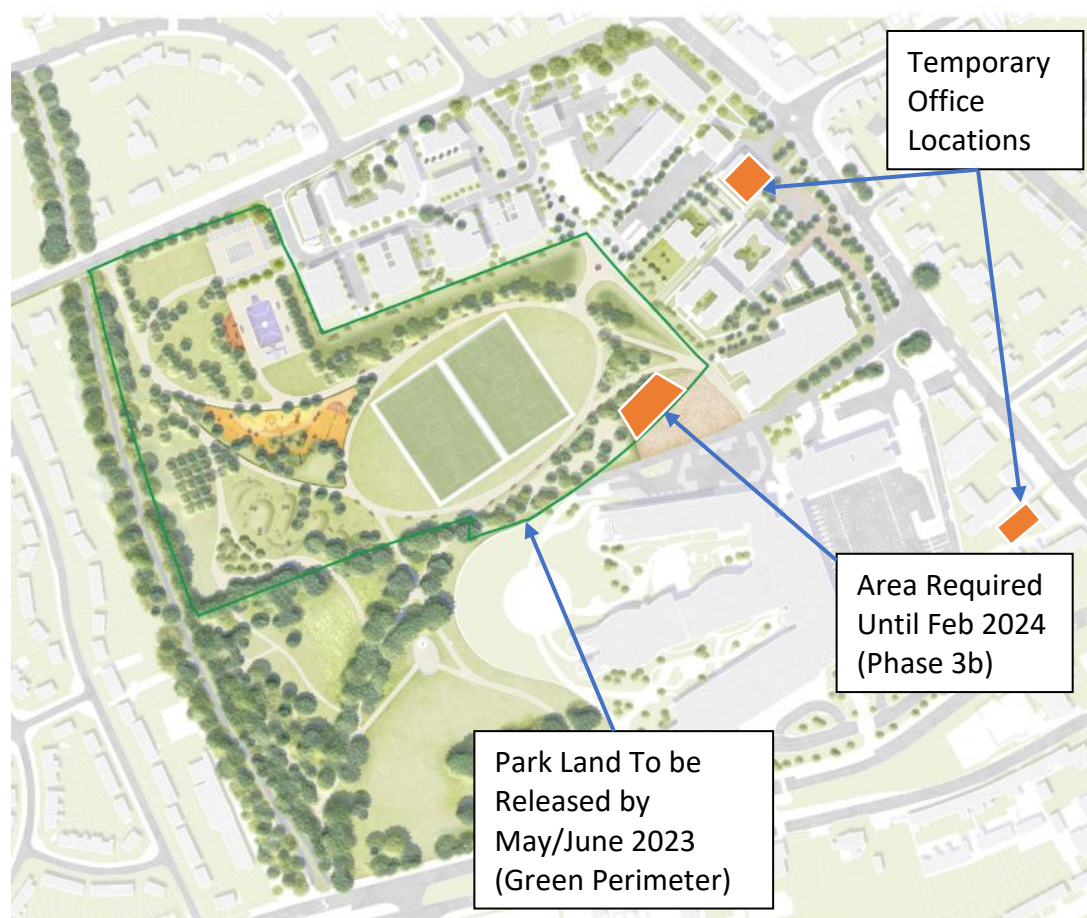 Temporary
Office
Locations
Area Required
Until Feb 2024
(Phase 3b)
Park Land To be
Released by
May/June 2023
(Green Perimeter)